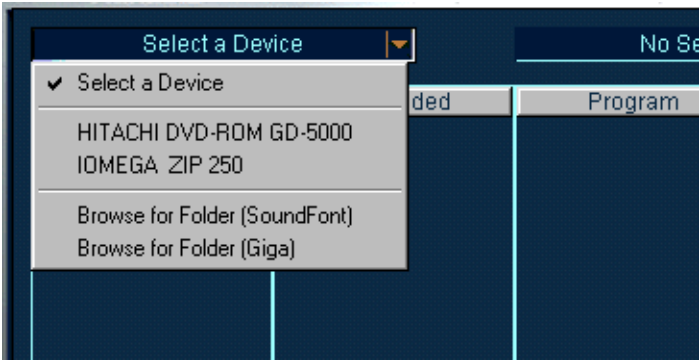 Select a Device
No Se
Select a Device
ded
Program
HITACHI DVD-ROM GD-5000
IOMEGA ZIP 250
Browse for Folder (SoundFont)
Browse for Folder (Giga)